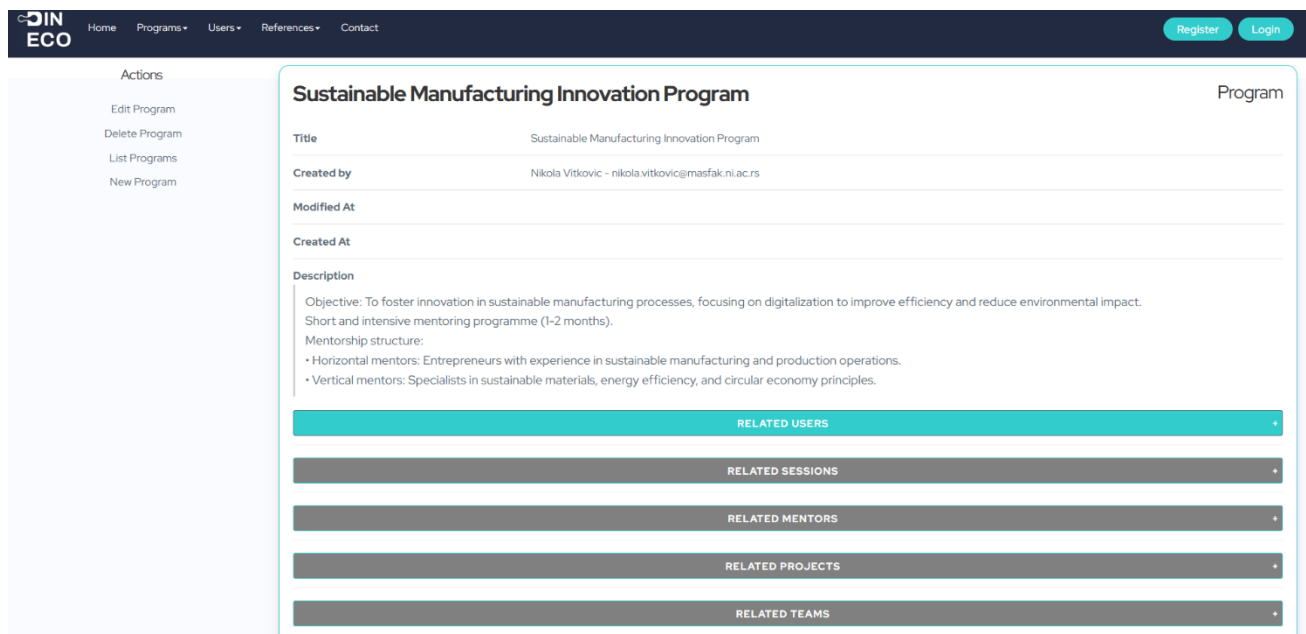 DIN
ECO
Home Programs Users References Contact
Register Login
Actions
Edit Program
Delete Program
List Programs
New Program
Sustainable Manufacturing Innovation Program Program
Title Sustainable Manufacturing Innovation Program
Created by Nikola Vitkovic - nikola.vitkovic@masfak.ni.ac.rs
Modified At
Created At
Description
Objective: To foster innovation in sustainable manufacturing processes, focusing on digitalization to improve efficiency and reduce environmental impact.
Short and intensive mentoring programme (1-2 months).
Mentorship structure:
• Horizontal mentors: Entrepreneurs with experience in sustainable manufacturing and production operations.
• Vertical mentors: Specialists in sustainable materials, energy efficiency, and circular economy principles.
RELATED USERS +
RELATED SESSIONS +
RELATED MENTORS +
RELATED PROJECTS +
RELATED TEAMS +